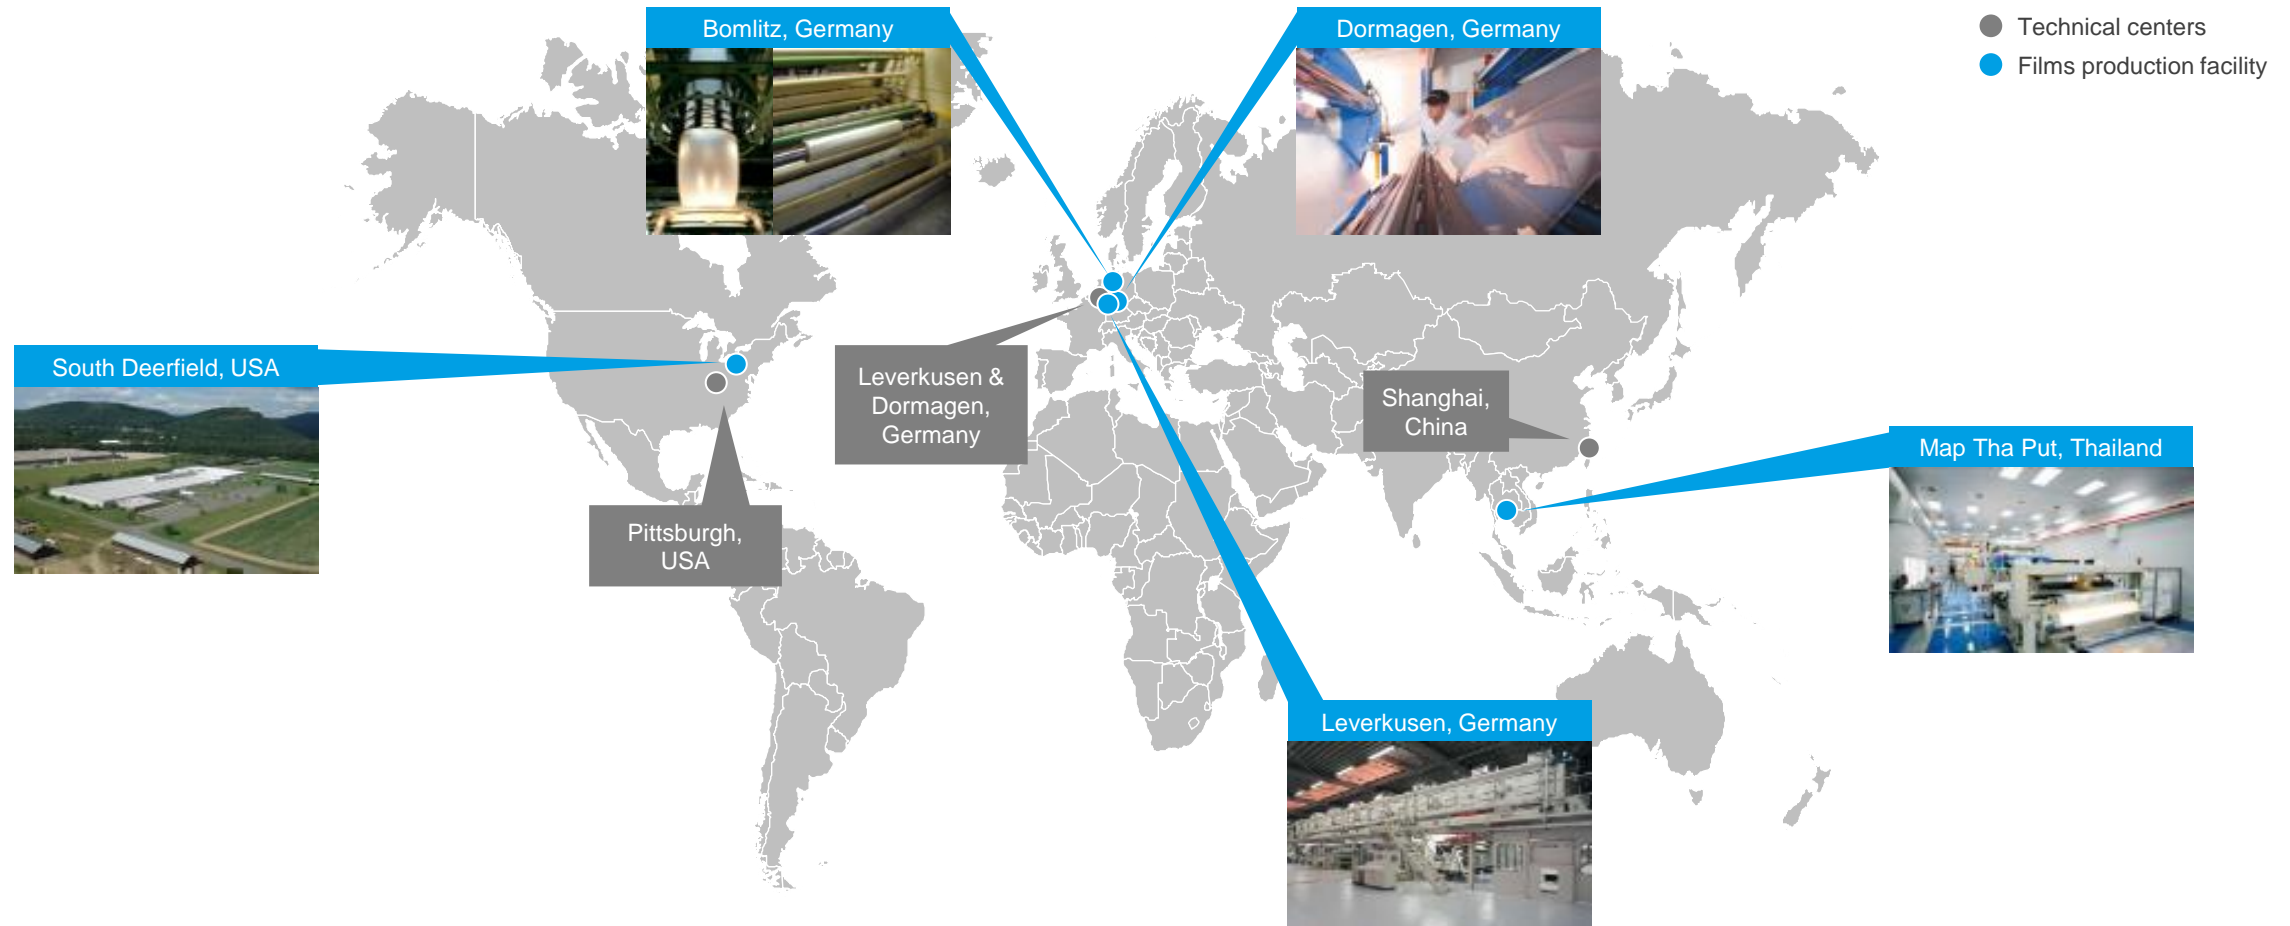 Bomlitz, Germany
Dormagen, Germany
Technical centers
Films production facility
South Deerfield, USA
Leverkusen &
Dormagen,
Germany
Shanghai,
China
Map Tha Put, Thailand
Pittsburgh,
USA
Leverkusen, Germany